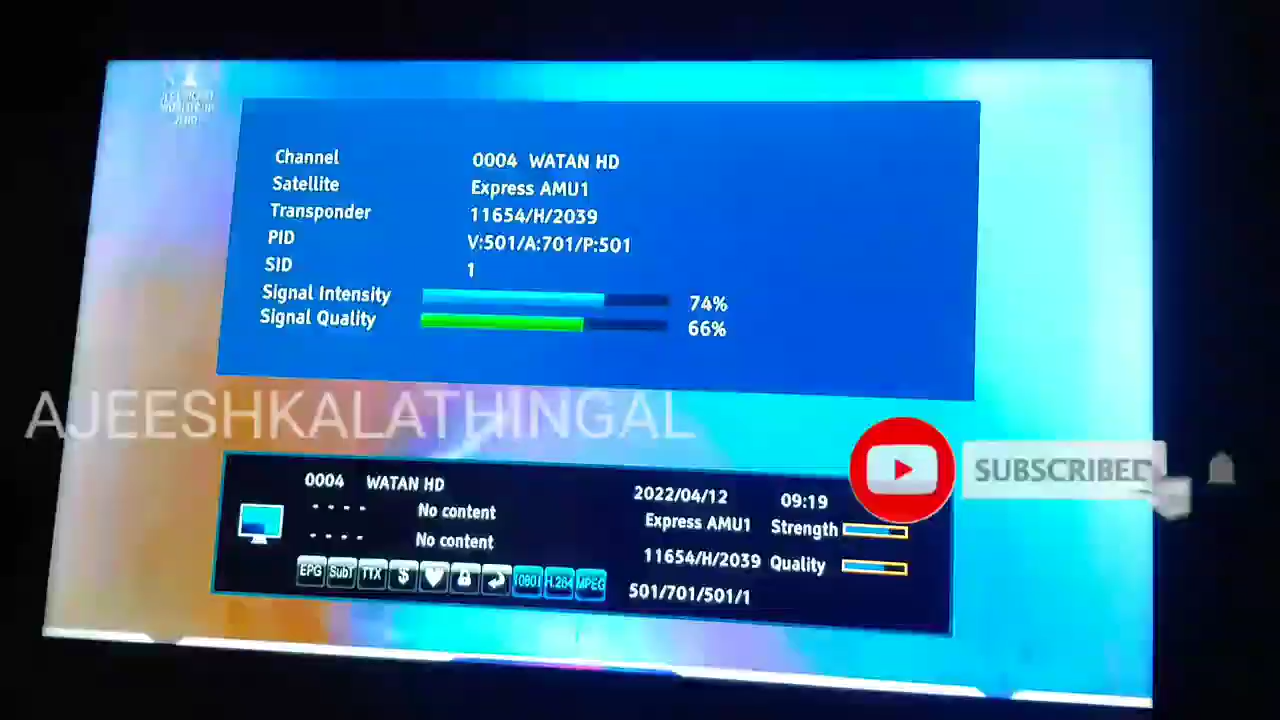 Channel 0004 WATAN HD
Satellite Express AMU1
Transponder 11654/H/2039
PID V:501/A:701/P:501
SID 1
Signal Intensity 74%
Signal Quality 66%
AJEESHKALATHINGAL
SUBSCRIBED
0004 WATAN HD
2022/04/12 09:19
- - - - No content
Express AMU1 Strength
- - - - No content
11654/H/2039 Quality
EPG SubT TTX $ 1080i H.264 MPEG
501/701/501/1